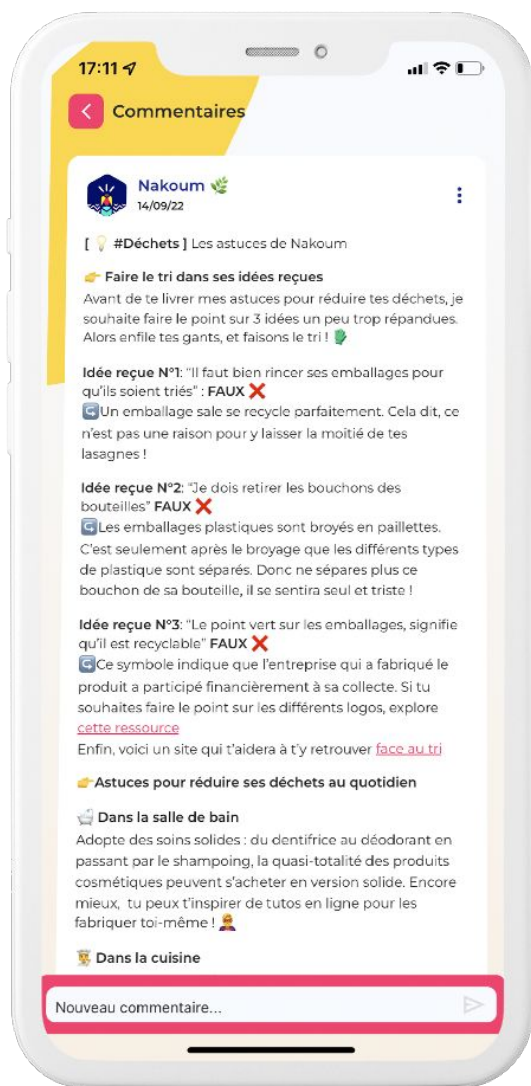 17:11
Commentaires
Nakoum 🌿
14/09/22
[ 💡 #Déchets ] Les astuces de Nakoum
👉 Faire le tri dans ses idées reçues
Avant de te livrer mes astuces pour réduire tes déchets, je
souhaite faire le point sur 3 idées un peu trop répandues.
Alors enfile tes gants, et faisons le tri ! 🧤
Idée reçue N°1: “Il faut bien rincer ses emballages pour
qu’ils soient triés” : FAUX ❌
↪️Un emballage sale se recycle parfaitement. Cela dit, ce
n’est pas une raison pour y laisser la moitié de tes
lasagnes !
Idée reçue N°2: “Je dois retirer les bouchons des
bouteilles” FAUX ❌
↪️Les emballages plastiques sont broyés en paillettes.
C’est seulement après le broyage que les différents types
de plastique sont séparés. Donc ne sépares plus ce
bouchon de sa bouteille, il se sentira seul et triste !
Idée reçue N°3: “Le point vert sur les emballages, signifie
qu’il est recyclable” FAUX ❌
↪️Ce symbole indique que l’entreprise qui a fabriqué le
produit a participé financièrement à sa collecte. Si tu
souhaites faire le point sur les différents logos, explore
cette ressource
Enfin, voici un site qui t’aidera à t’y retrouver face au tri
👉Astuces pour réduire ses déchets au quotidien
🛁 Dans la salle de bain
Adopte des soins solides : du dentifrice au déodorant en
passant par le shampoing, la quasi-totalité des produits
cosmétiques peuvent s’acheter en version solide. Encore
mieux, tu peux t’inspirer de tutos en ligne pour les
fabriquer toi-même ! 🦸
👨‍🍳 Dans la cuisine
Nouveau commentaire...